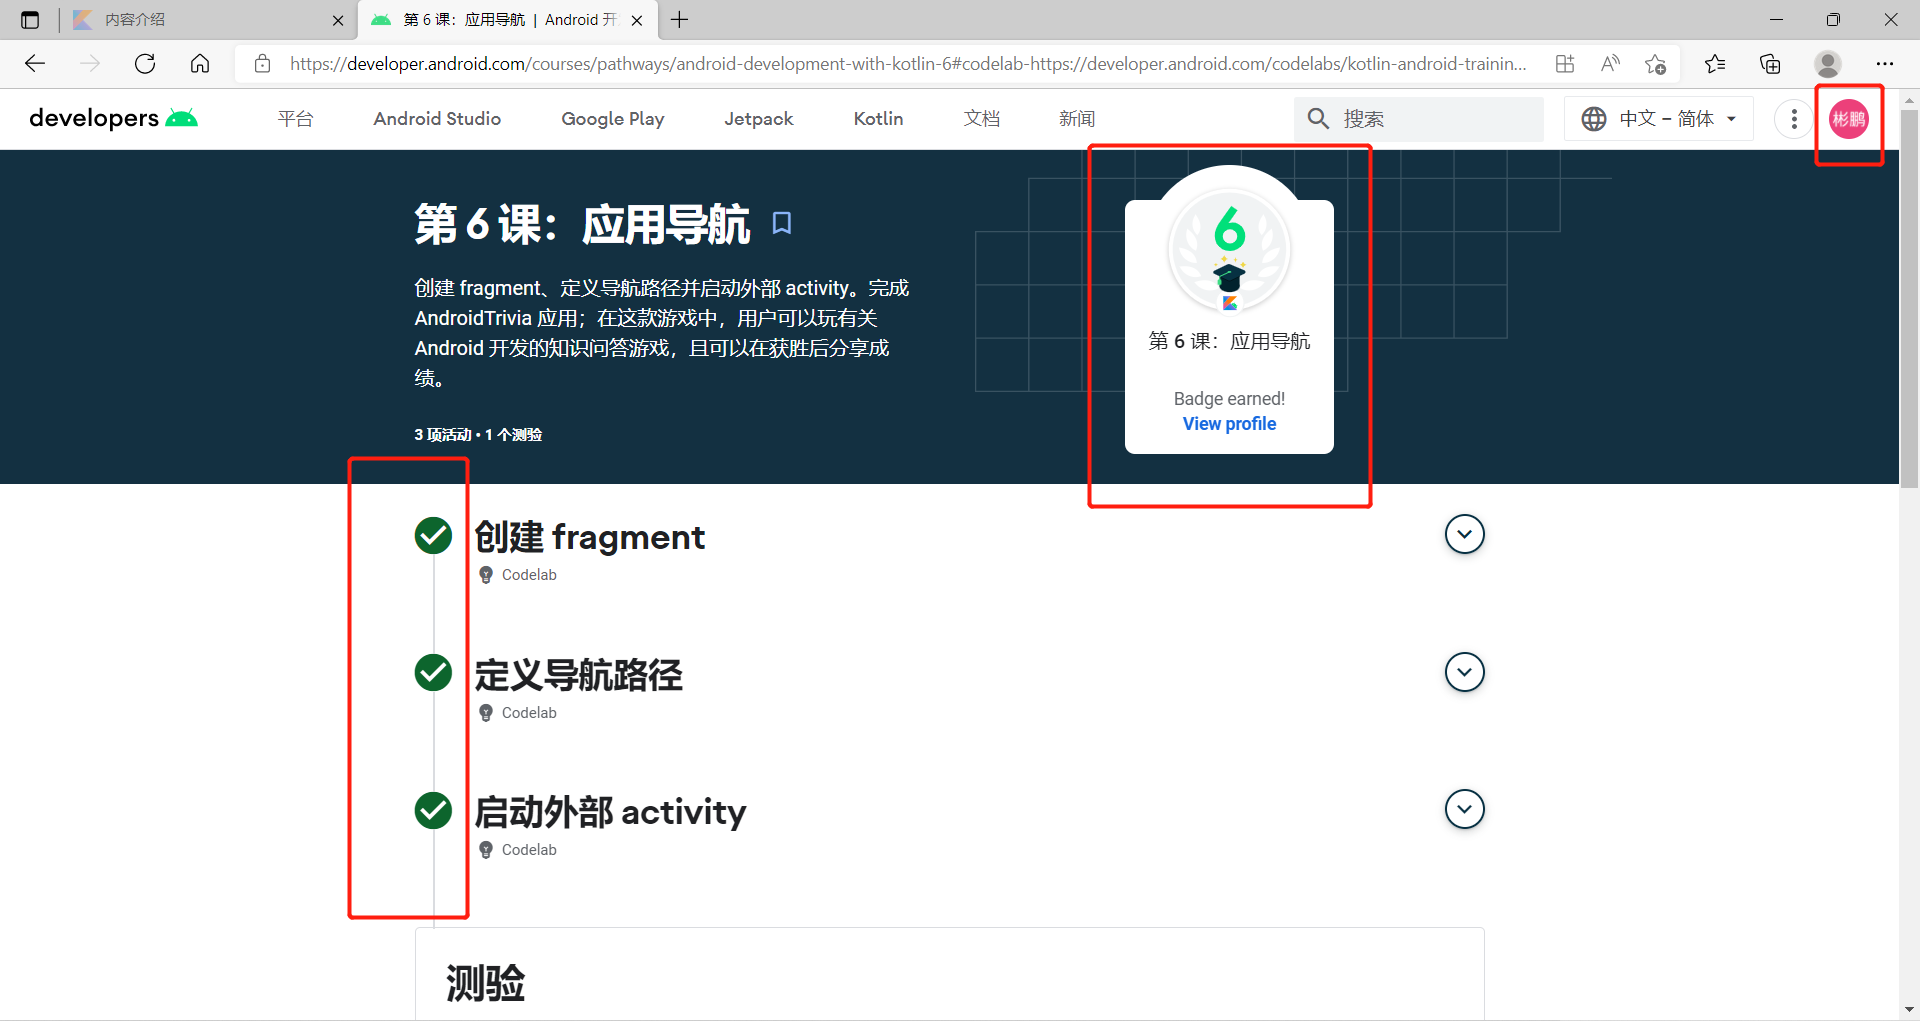 内容介绍
第 6 课：应用导航 | Android 开
https://developer.android.com/courses/pathways/android-development-with-kotlin-6#codelab-https://developer.android.com/codelabs/kotlin-android-trainin...
developers
平台
Android Studio
Google Play
Jetpack
Kotlin
文档
新闻
搜索
中文 – 简体
彬鹏
第 6 课：应用导航
创建 fragment、定义导航路径并启动外部 activity。完成
AndroidTrivia 应用；在这款游戏中，用户可以玩有关
Android 开发的知识问答游戏，且可以在获胜后分享成
绩。
3 项活动 • 1 个测验
6
第 6 课：应用导航
Badge earned!
View profile
创建 fragment
Codelab
定义导航路径
Codelab
启动外部 activity
Codelab
测验